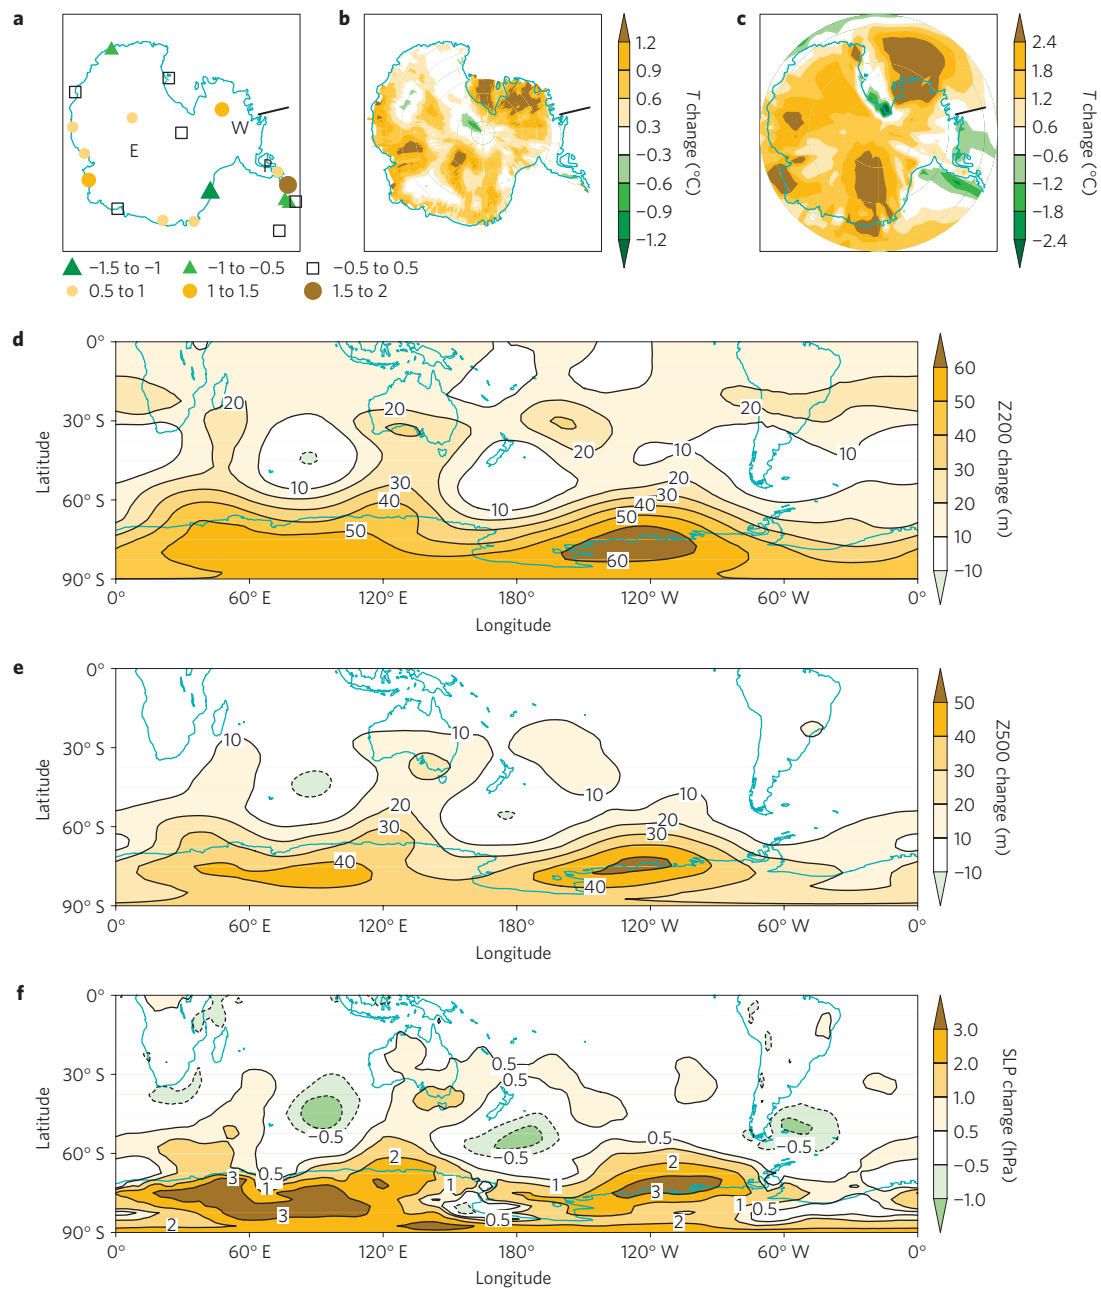 a
b
c
E
W
P
1.2
0.9
0.6
0.3
−0.3
−0.6
−0.9
−1.2
T change (°C)
2.4
1.8
1.2
0.6
−0.6
−1.2
−1.8
−2.4
T change (°C)
−1.5 to −1
−1 to −0.5
−0.5 to 0.5
0.5 to 1
1 to 1.5
1.5 to 2
d
0°
30° S
60° S
90° S
Latitude
0°
60° E
120° E
180°
120° W
60° W
0°
Longitude
20
20
20
20
10
10
10
30
40
50
10
20
30
40
50
60
60
50
40
30
20
10
−10
Z200 change (m)
e
0°
30° S
60° S
90° S
Latitude
0°
60° E
120° E
180°
120° W
60° W
0°
Longitude
10
10
10
10
20
30
40
20
30
40
50
40
30
20
10
−10
Z500 change (m)
f
0°
30° S
60° S
90° S
Latitude
0°
60° E
120° E
180°
120° W
60° W
0°
Longitude
0.5
0.5
−0.5
−0.5
−0.5
0.5
2
2
3
0.5
1
1
1
3
3
1
0.5
2
0.5
2
3.0
2.0
1.0
0.5
−0.5
−1.0
SLP change (hPa)